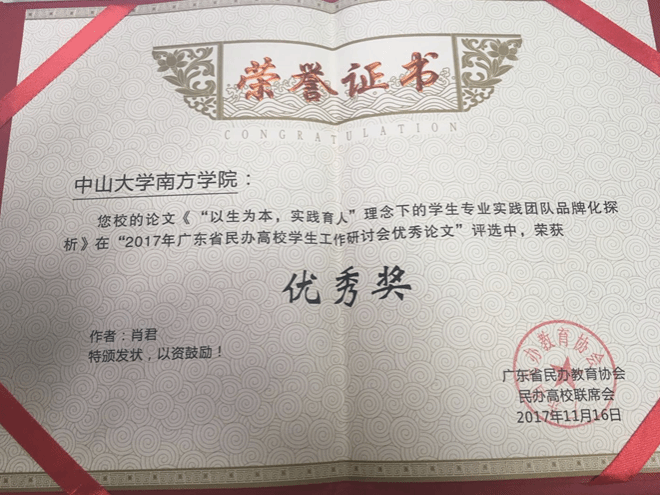 荣誉证书
CONGRATULATION
中山大学南方学院：
您校的论文《“以生为本，实践育人”理念下的学生专业实践团队品牌化探
析》在“2017年广东省民办高校学生工作研讨会优秀论文”评选中，荣获
优秀奖
作者：肖君
特颁发状，以资鼓励！
办教育协会
广东省民办教育协会
民办高校联席会
2017年11月16日